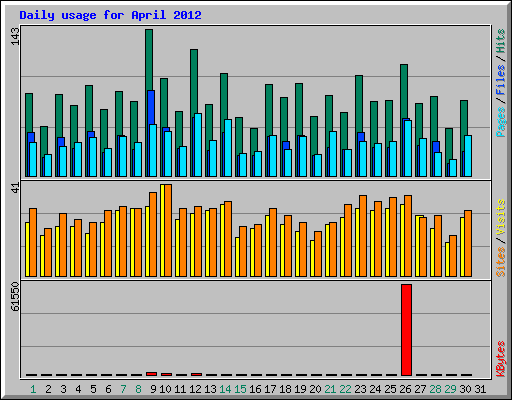 Daily usage for April 2012
143
Pages / Files / Hits
41
Sites / Visits
61550
KBytes
1 2 3 4 5 6 7 8 9 10 11 12 13 14 15 16 17 18 19 20 21 22 23 24 25 26 27 28 29 30 31